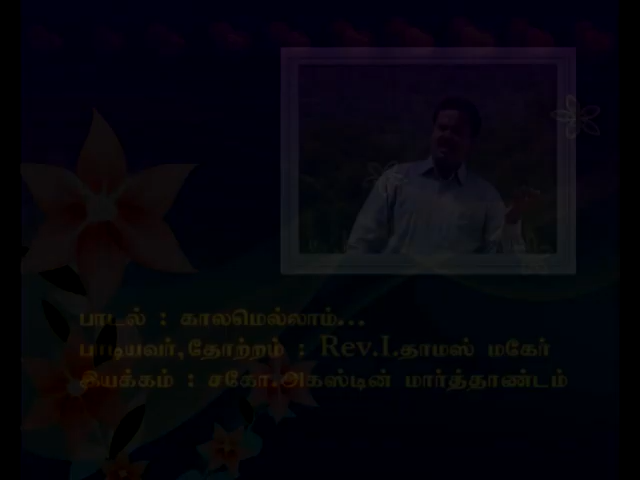 பாடல் : காலமெல்லாம்...
பாடியவர்,தோற்றம் : Rev.I.தாமஸ் மகேர்
இயக்கம் : சகோ.அகஸ்டின் மார்த்தாண்டம்